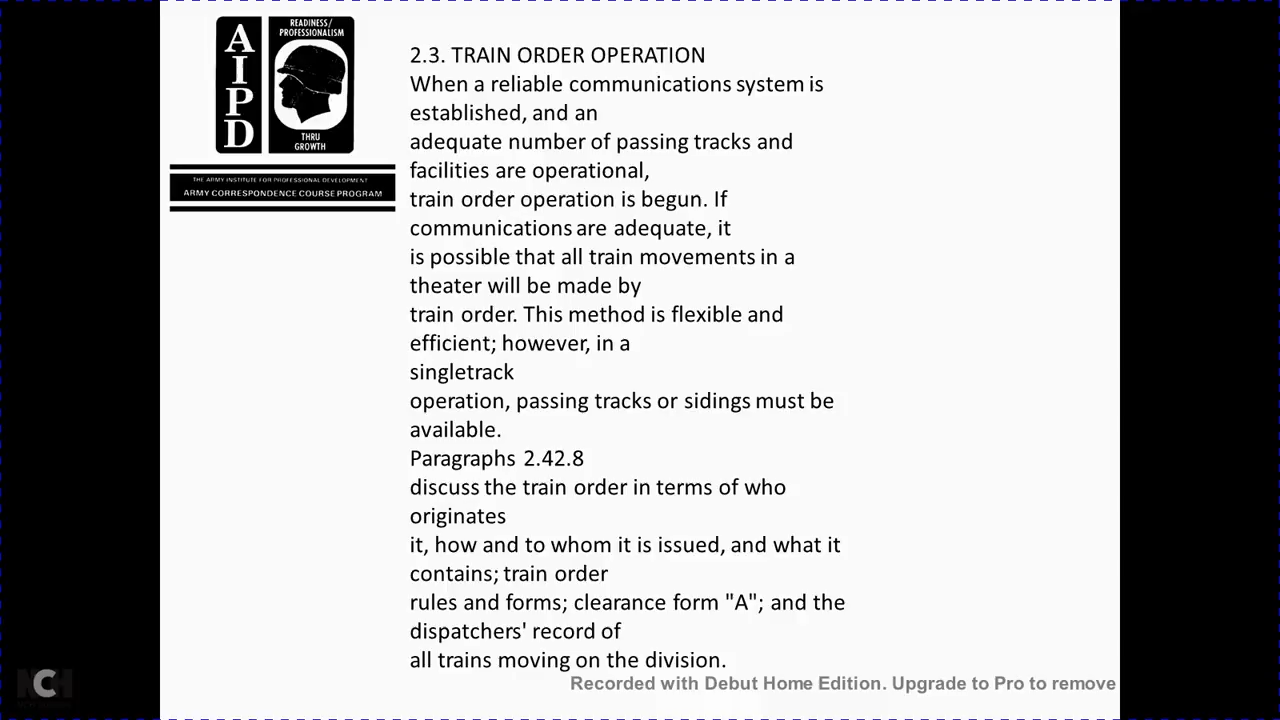 AIPD
READINESS/
PROFESSIONALISM
THRU
GROWTH
THE ARMY INSTITUTE FOR PROFESSIONAL DEVELOPMENT
ARMY CORRESPONDENCE COURSE PROGRAM
2.3. TRAIN ORDER OPERATION
When a reliable communications system is
established, and an
adequate number of passing tracks and
facilities are operational,
train order operation is begun. If
communications are adequate, it
is possible that all train movements in a
theater will be made by
train order. This method is flexible and
efficient; however, in a
singletrack
operation, passing tracks or sidings must be
available.
Paragraphs 2.42.8
discuss the train order in terms of who
originates
it, how and to whom it is issued, and what it
contains; train order
rules and forms; clearance form "A"; and the
dispatchers' record of
all trains moving on the division.
Recorded with Debut Home Edition. Upgrade to Pro to remove
NCH